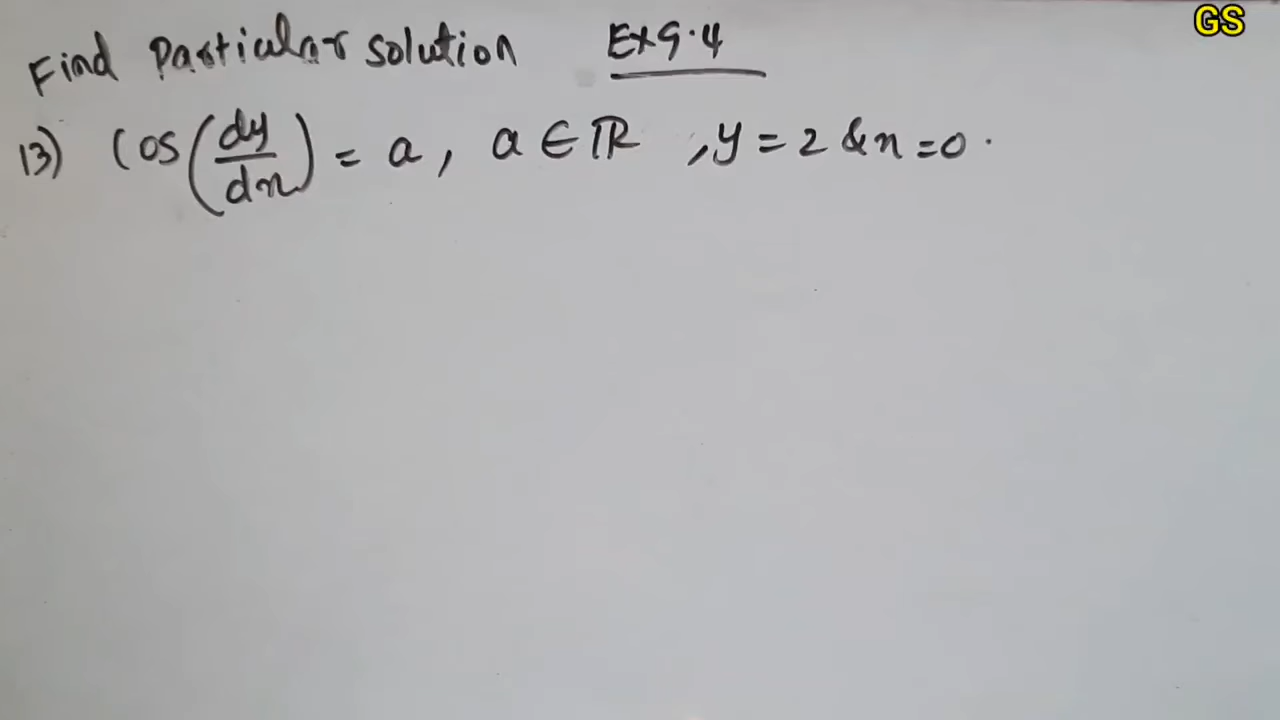 GS
Find Particular solution Ex 9.4
13) Cos(dy/dx) = a, a ∈ ℝ, y = 2 & x = 0.